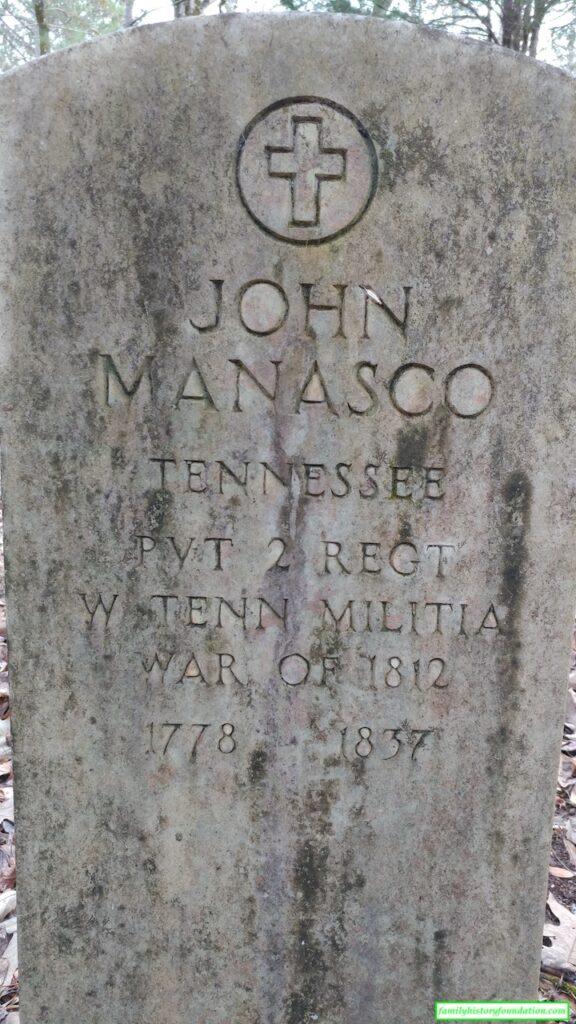 JOHN
MANASCO
TENNESSEE
PVT 2 REGT
W TENN MILITIA
WAR OF 1812
1778 1837
familyhistoryfoundation.com